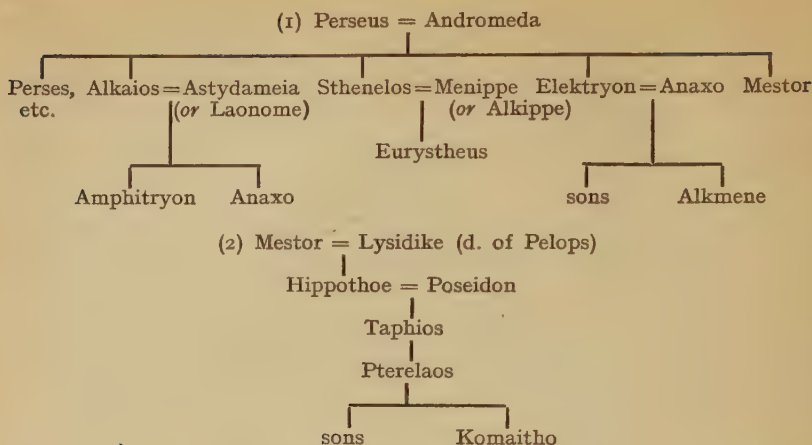 (1) Perseus = Andromeda
Perses, Alkaios = Astydameia Sthenelos = Menippe Elektryon = Anaxo Mestor
etc. (or Laonome) (or Alkippe)
Eurystheus
Amphitryon Anaxo sons Alkmene
(2) Mestor = Lysidike (d. of Pelops)
Hippothoe = Poseidon
Taphios
Pterelaos
sons Komaitho